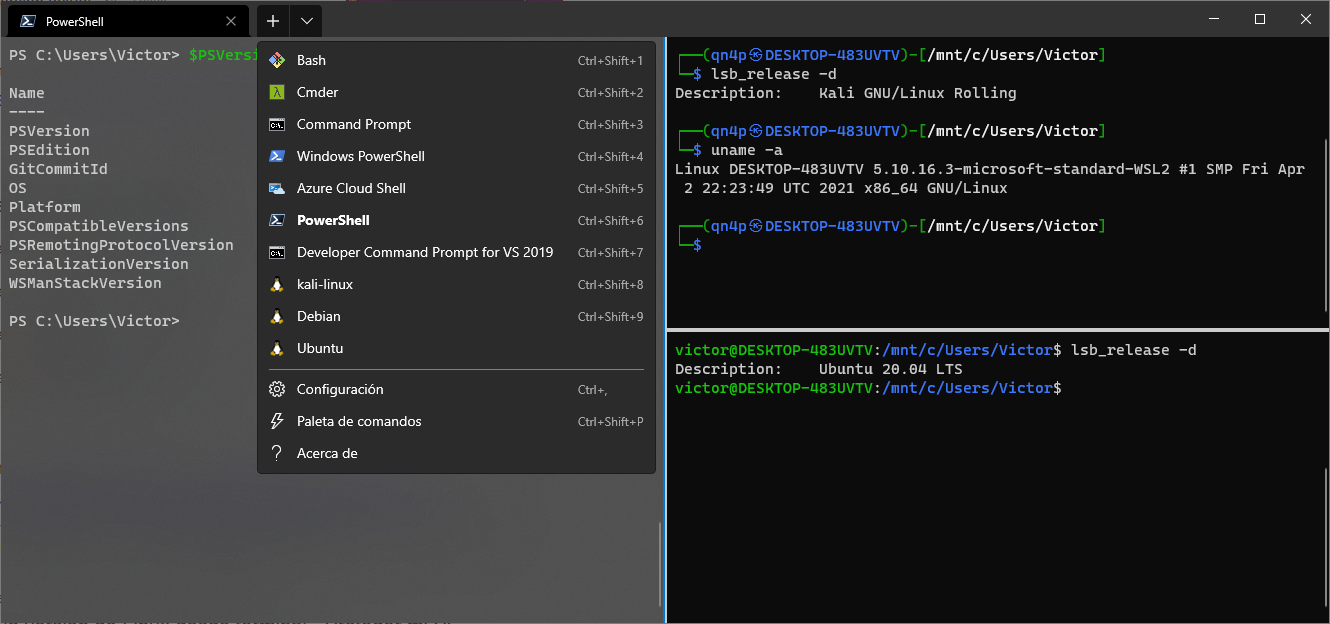 PowerShell
PS C:\Users\Victor> $PSVersi
Name
----
PSVersion
PSEdition
GitCommitId
OS
Platform
PSCompatibleVersions
PSRemotingProtocolVersion
SerializationVersion
WSManStackVersion
PS C:\Users\Victor>
Bash Ctrl+Shift+1
Cmder Ctrl+Shift+2
Command Prompt Ctrl+Shift+3
Windows PowerShell Ctrl+Shift+4
Azure Cloud Shell Ctrl+Shift+5
PowerShell Ctrl+Shift+6
Developer Command Prompt for VS 2019 Ctrl+Shift+7
kali-linux Ctrl+Shift+8
Debian Ctrl+Shift+9
Ubuntu
Configuración Ctrl+,
Paleta de comandos Ctrl+Shift+P
Acerca de
┌──(qn4p㉿DESKTOP-483UVTV)-[/mnt/c/Users/Victor]
└─$ lsb_release -d
Description:    Kali GNU/Linux Rolling
┌──(qn4p㉿DESKTOP-483UVTV)-[/mnt/c/Users/Victor]
└─$ uname -a
Linux DESKTOP-483UVTV 5.10.16.3-microsoft-standard-WSL2 #1 SMP Fri Apr
2 22:23:49 UTC 2021 x86_64 GNU/Linux
┌──(qn4p㉿DESKTOP-483UVTV)-[/mnt/c/Users/Victor]
└─$
victor@DESKTOP-483UVTV:/mnt/c/Users/Victor$ lsb_release -d
Description:    Ubuntu 20.04 LTS
victor@DESKTOP-483UVTV:/mnt/c/Users/Victor$